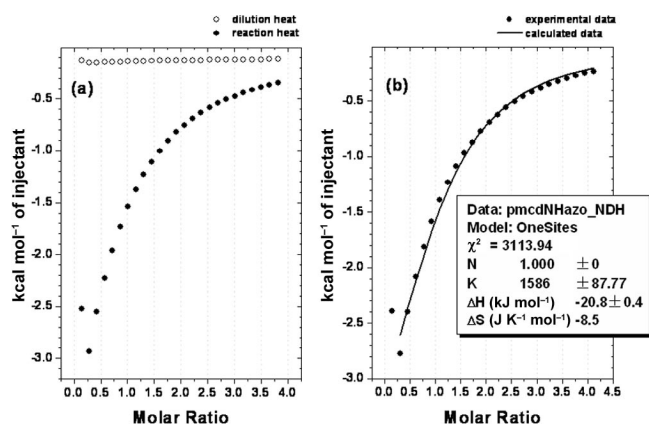 dilution heat
reaction heat
experimental data
calculated data
(a)
(b)
kcal mol⁻¹ of injectant
-0.5
-1.0
-1.5
-2.0
-2.5
-3.0
0.0 0.5 1.0 1.5 2.0 2.5 3.0 3.5 4.0
Molar Ratio
kcal mol⁻¹ of injectant
-0.5
-1.0
-1.5
-2.0
-2.5
-3.0
Data: pmcdNHazo_NDH
Model: OneSites
χ² = 3113.94
N 1.000 ±0
K 1586 ±87.77
ΔH (kJ mol⁻¹) -20.8±0.4
ΔS (J K⁻¹ mol⁻¹) -8.5
0.0 0.5 1.0 1.5 2.0 2.5 3.0 3.5 4.0 4.5
Molar Ratio